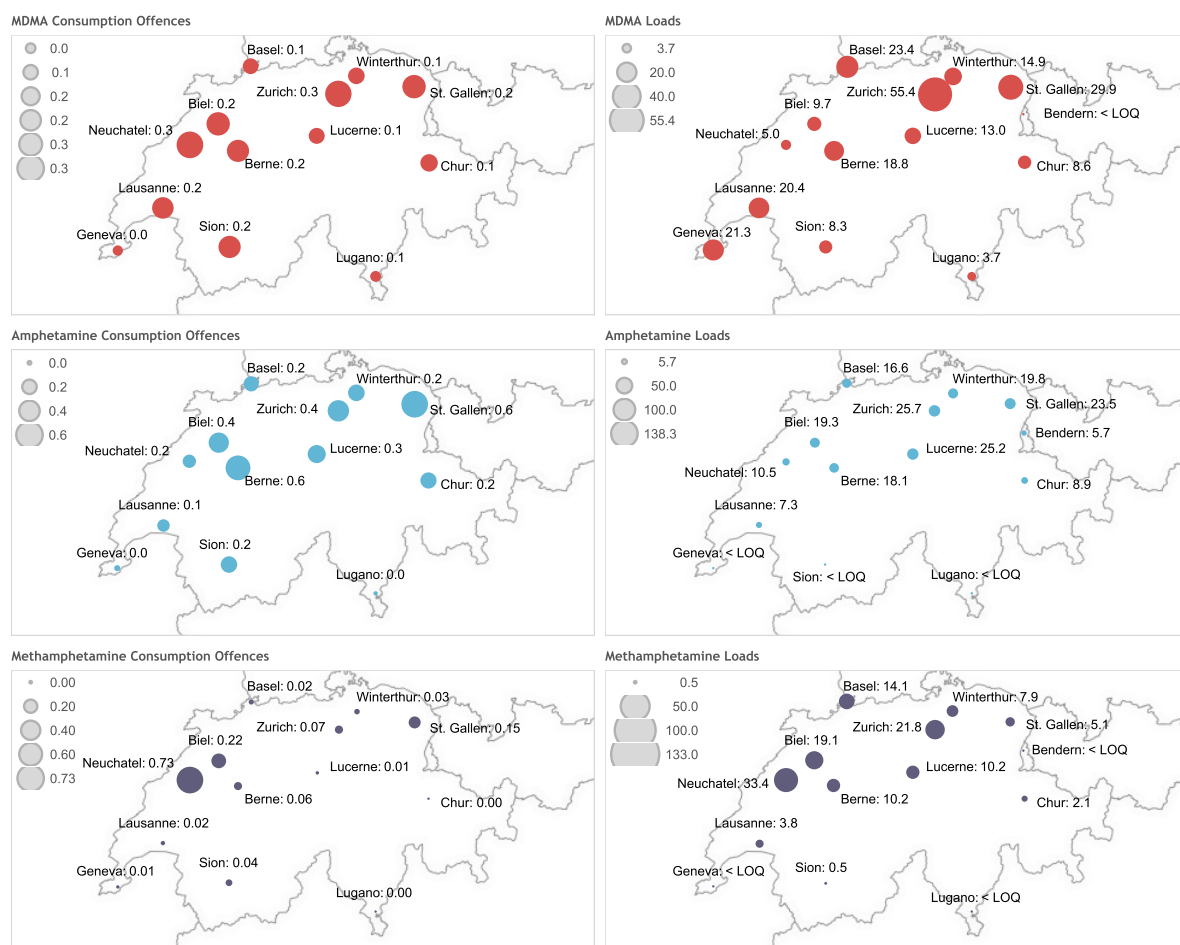 MDMA Consumption Offences
0.0
0.1
0.2
0.2
0.3
0.3
Basel: 0.1
Winterthur: 0.1
Zurich: 0.3
St. Gallen: 0.2
Biel: 0.2
Neuchatel: 0.3
Lucerne: 0.1
Berne: 0.2
Chur: 0.1
Lausanne: 0.2
Sion: 0.2
Geneva: 0.0
Lugano: 0.1
MDMA Loads
3.7
20.0
40.0
55.4
Basel: 23.4
Winterthur: 14.9
Zurich: 55.4
St. Gallen: 29.9
Biel: 9.7
Bendern: < LOQ
Neuchatel: 5.0
Lucerne: 13.0
Berne: 18.8
Chur: 8.6
Lausanne: 20.4
Sion: 8.3
Geneva: 21.3
Lugano: 3.7
Amphetamine Consumption Offences
0.0
0.2
0.4
0.6
Basel: 0.2
Winterthur: 0.2
Zurich: 0.4
St. Gallen: 0.6
Biel: 0.4
Neuchatel: 0.2
Lucerne: 0.3
Berne: 0.6
Chur: 0.2
Lausanne: 0.1
Sion: 0.2
Geneva: 0.0
Lugano: 0.0
Amphetamine Loads
5.7
50.0
100.0
138.3
Basel: 16.6
Winterthur: 19.8
Zurich: 25.7
St. Gallen: 23.5
Biel: 19.3
Bendern: 5.7
Lucerne: 25.2
Neuchatel: 10.5
Berne: 18.1
Chur: 8.9
Lausanne: 7.3
Geneva: < LOQ
Sion: < LOQ
Lugano: < LOQ
Methamphetamine Consumption Offences
0.00
0.20
0.40
0.60
0.73
Basel: 0.02
Winterthur: 0.03
Zurich: 0.07
St. Gallen: 0.15
Biel: 0.22
Neuchatel: 0.73
Lucerne: 0.01
Berne: 0.06
Chur: 0.00
Lausanne: 0.02
Sion: 0.04
Geneva: 0.01
Lugano: 0.00
Methamphetamine Loads
0.5
50.0
100.0
133.0
Basel: 14.1
Winterthur: 7.9
Zurich: 21.8
St. Gallen: 5.1
Biel: 19.1
Bendern: < LOQ
Lucerne: 10.2
Neuchatel: 33.4
Berne: 10.2
Chur: 2.1
Lausanne: 3.8
Geneva: < LOQ
Sion: 0.5
Lugano: < LOQ